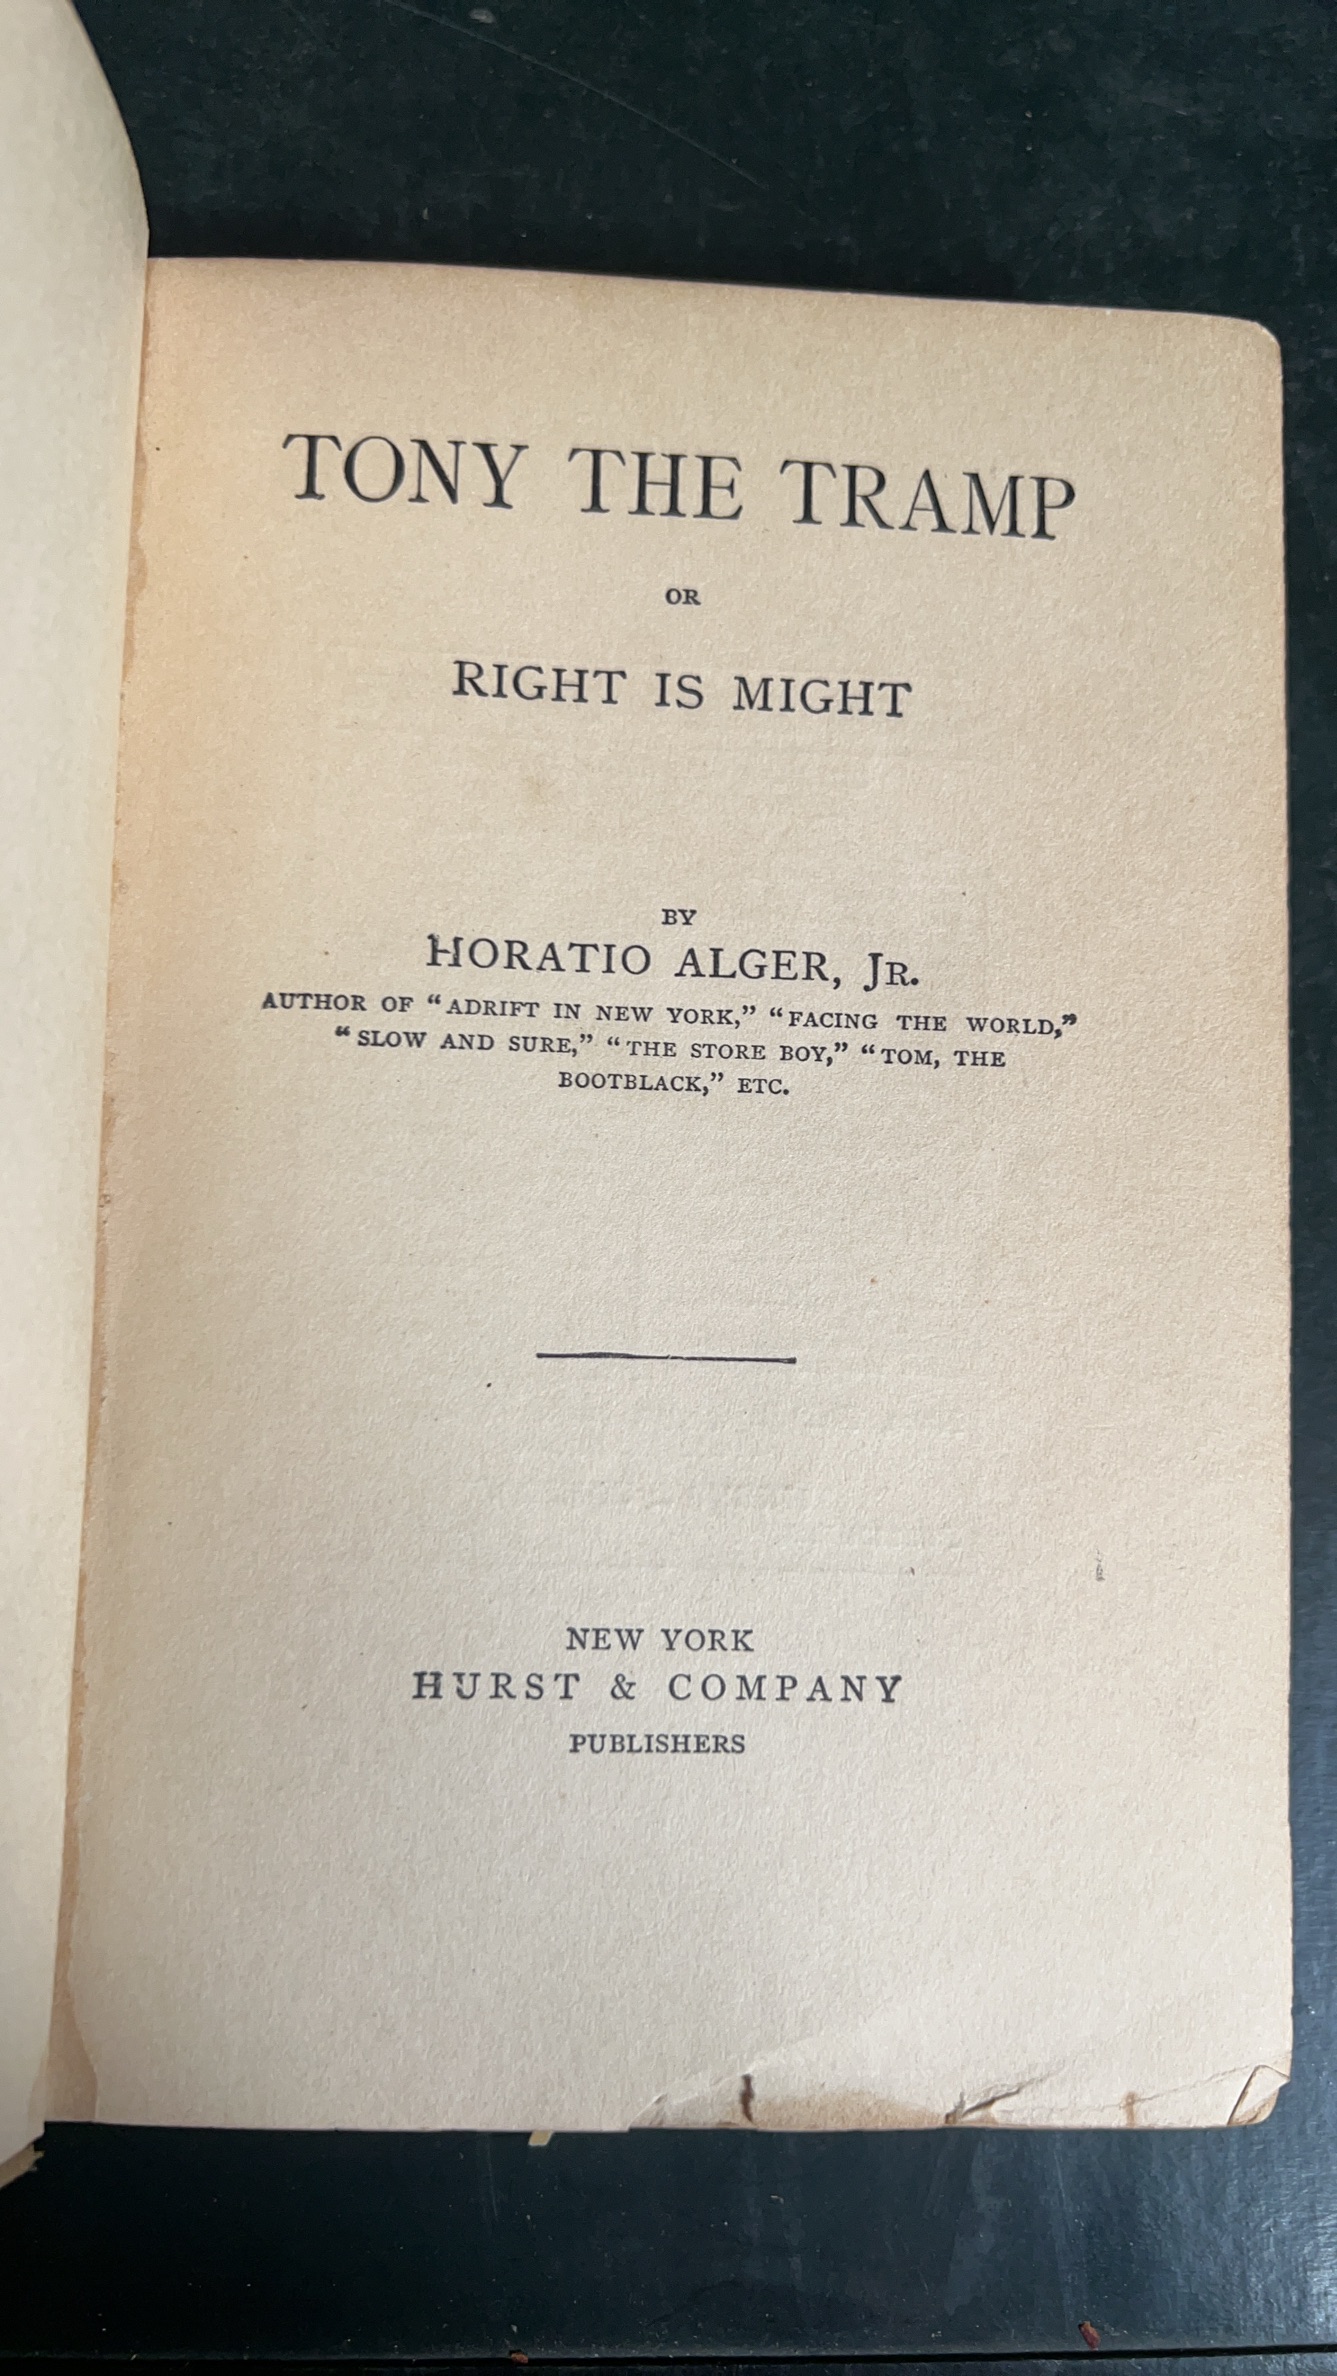 TONY THE TRAMP
OR
RIGHT IS MIGHT
BY
HORATIO ALGER, JR.
AUTHOR OF “ADRIFT IN NEW YORK,” “FACING THE WORLD,”
“SLOW AND SURE,” “THE STORE BOY,” “TOM, THE
BOOTBLACK,” ETC.
NEW YORK
HURST & COMPANY
PUBLISHERS